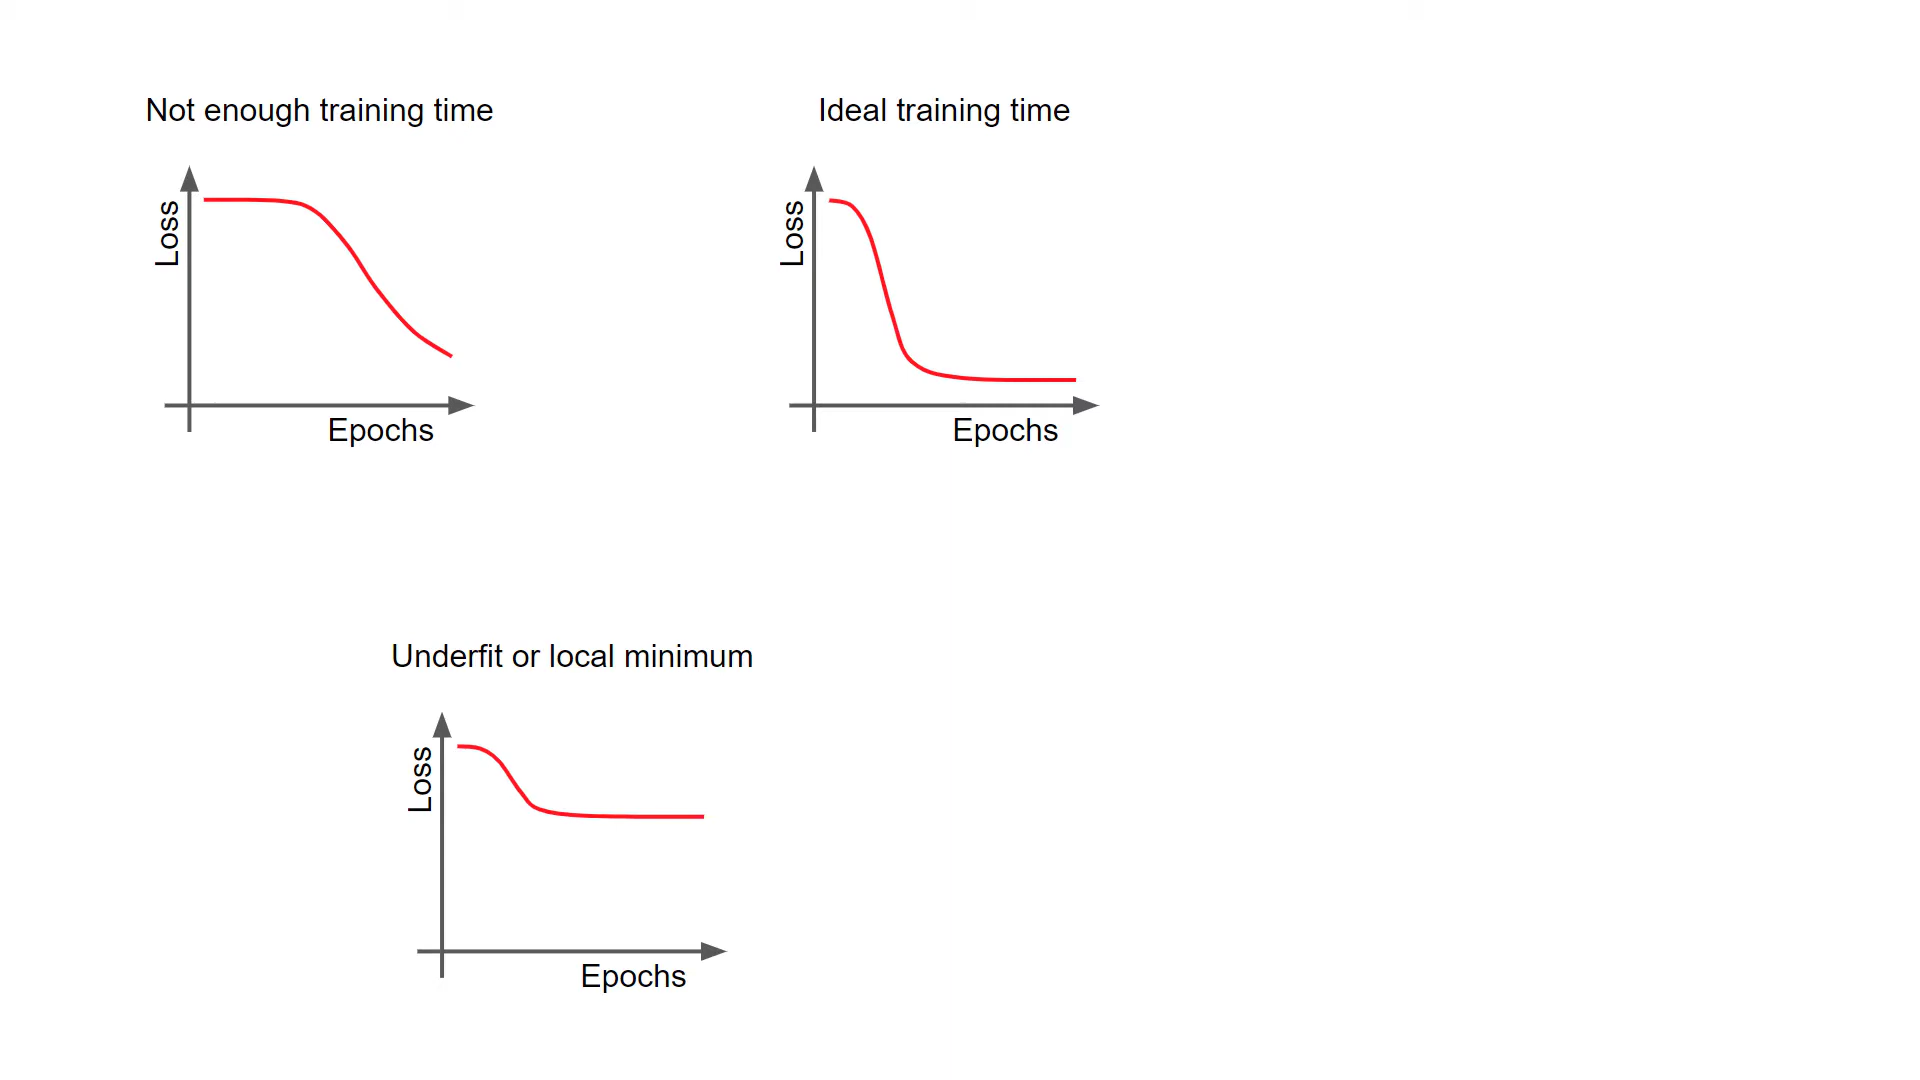 Not enough training time
Loss
Epochs
Ideal training time
Loss
Epochs
Underfit or local minimum
Loss
Epochs